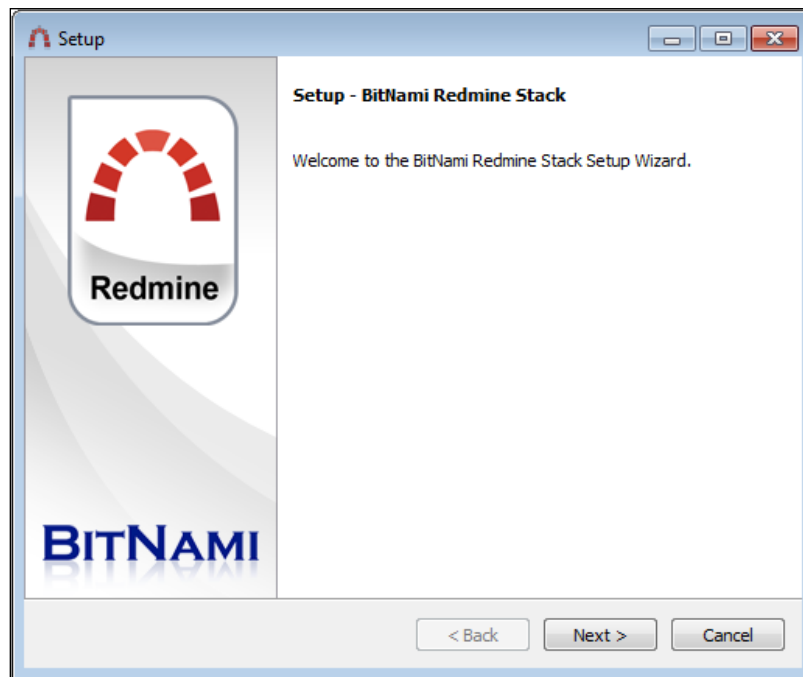 Setup
Setup - BitNami Redmine Stack
Welcome to the BitNami Redmine Stack Setup Wizard.
Redmine
BITNAMI
< Back
Next >
Cancel